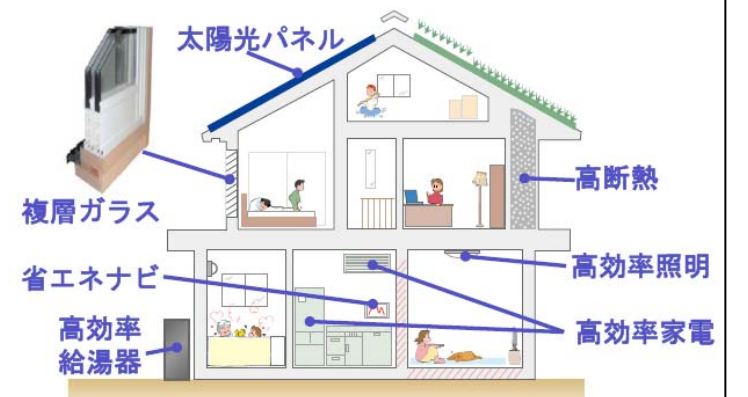 太陽光パネル
複層ガラス
高断熱
省エネナビ
高効率照明
高効率
給湯器
高効率家電